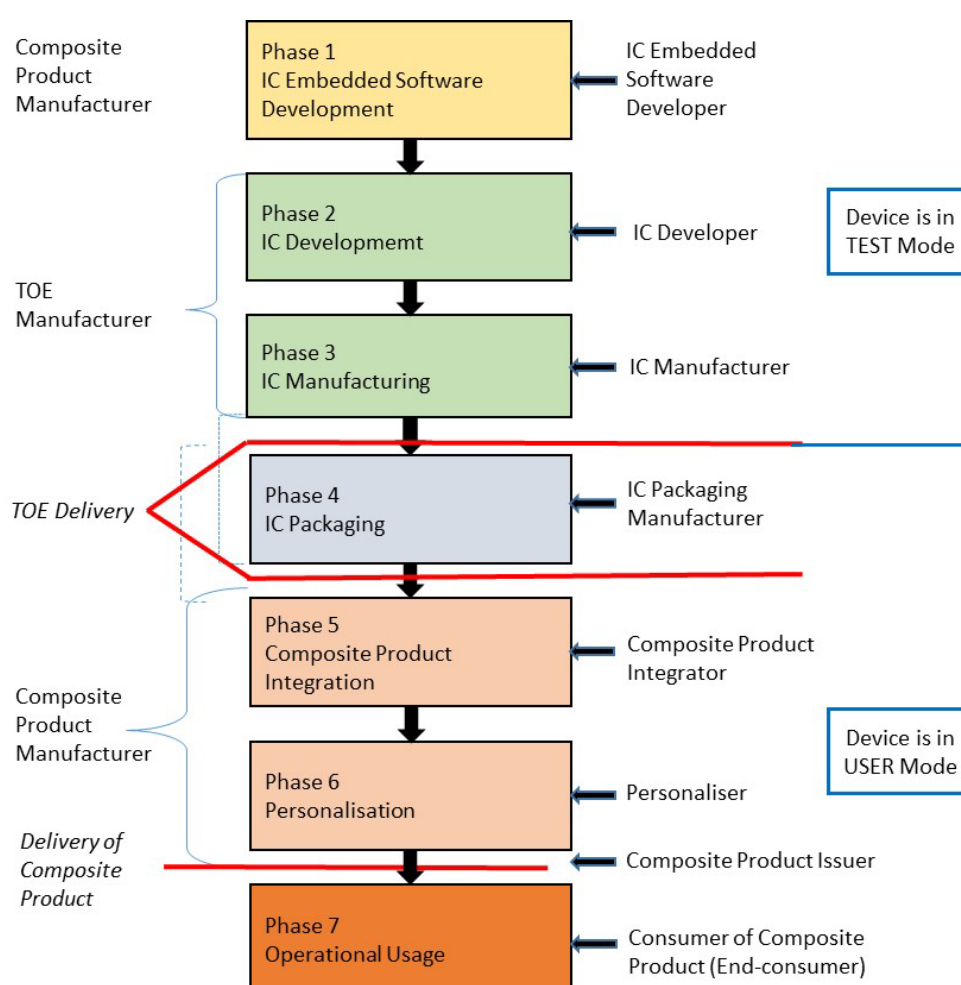 Composite
Product
Manufacturer
Phase 1
IC Embedded Software
Development
IC Embedded
Software
Developer
Phase 2
IC Developmemt
IC Developer
Device is in
TEST Mode
TOE
Manufacturer
Phase 3
IC Manufacturing
IC Manufacturer
TOE Delivery
Phase 4
IC Packaging
IC Packaging
Manufacturer
Phase 5
Composite Product
Integration
Composite Product
Integrator
Composite
Product
Manufacturer
Device is in
USER Mode
Phase 6
Personalisation
Personaliser
Delivery of
Composite
Product
Composite Product Issuer
Phase 7
Operational Usage
Consumer of Composite
Product (End-consumer)